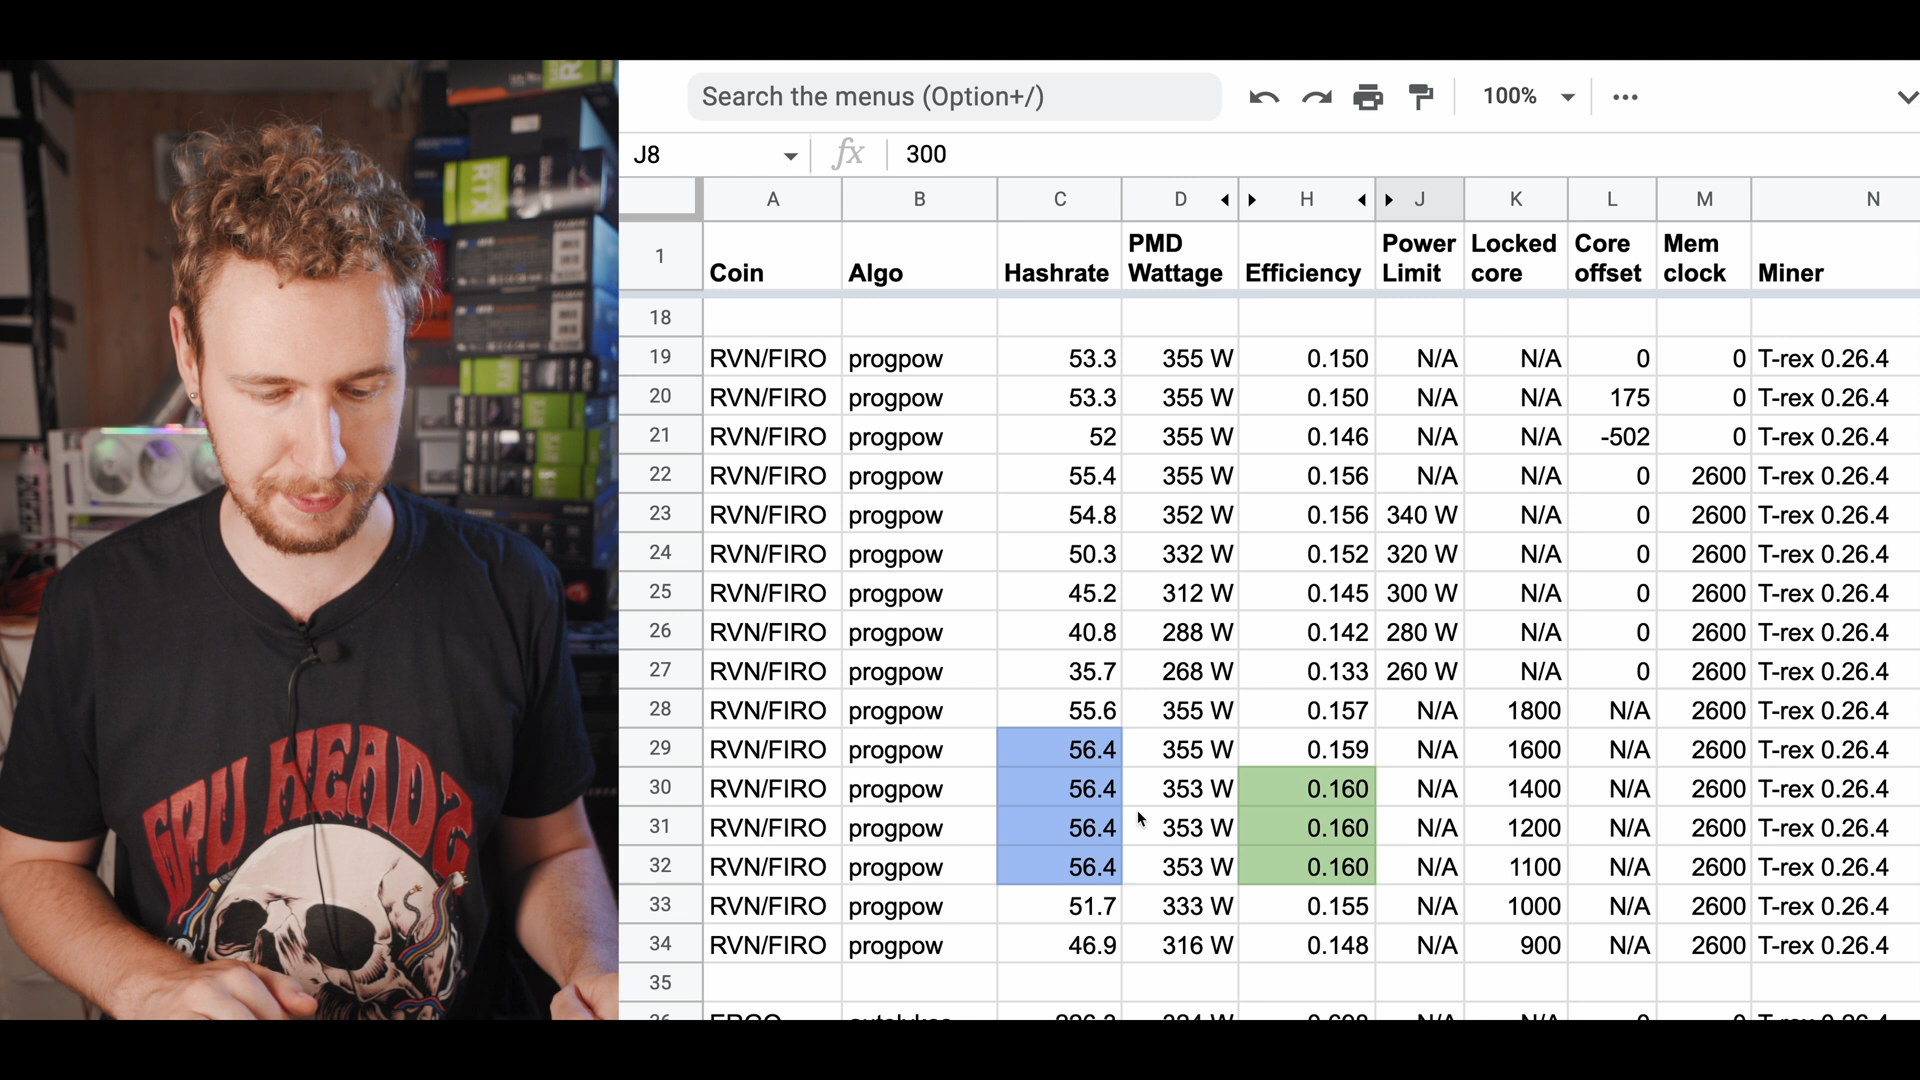 Search the menus (Option+/)
100%
J8
fx
300
A B C D H J K L M N
1 Coin Algo Hashrate PMD Wattage Efficiency Power Limit Locked core Core offset Mem clock Miner
18
19 RVN/FIRO progpow 53.3 355 W 0.150 N/A N/A 0 0 T-rex 0.26.4
20 RVN/FIRO progpow 53.3 355 W 0.150 N/A N/A 175 0 T-rex 0.26.4
21 RVN/FIRO progpow 52 355 W 0.146 N/A N/A -502 0 T-rex 0.26.4
22 RVN/FIRO progpow 55.4 355 W 0.156 N/A N/A 0 2600 T-rex 0.26.4
23 RVN/FIRO progpow 54.8 352 W 0.156 340 W N/A 0 2600 T-rex 0.26.4
24 RVN/FIRO progpow 50.3 332 W 0.152 320 W N/A 0 2600 T-rex 0.26.4
25 RVN/FIRO progpow 45.2 312 W 0.145 300 W N/A 0 2600 T-rex 0.26.4
26 RVN/FIRO progpow 40.8 288 W 0.142 280 W N/A 0 2600 T-rex 0.26.4
27 RVN/FIRO progpow 35.7 268 W 0.133 260 W N/A 0 2600 T-rex 0.26.4
28 RVN/FIRO progpow 55.6 355 W 0.157 N/A 1800 N/A 2600 T-rex 0.26.4
29 RVN/FIRO progpow 56.4 355 W 0.159 N/A 1600 N/A 2600 T-rex 0.26.4
30 RVN/FIRO progpow 56.4 353 W 0.160 N/A 1400 N/A 2600 T-rex 0.26.4
31 RVN/FIRO progpow 56.4 353 W 0.160 N/A 1200 N/A 2600 T-rex 0.26.4
32 RVN/FIRO progpow 56.4 353 W 0.160 N/A 1100 N/A 2600 T-rex 0.26.4
33 RVN/FIRO progpow 51.7 333 W 0.155 N/A 1000 N/A 2600 T-rex 0.26.4
34 RVN/FIRO progpow 46.9 316 W 0.148 N/A 900 N/A 2600 T-rex 0.26.4
35
RTX
GPU HEADZ